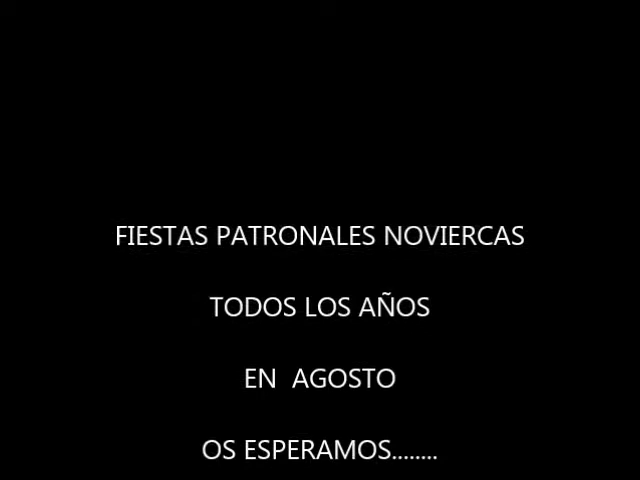 FIESTAS PATRONALES NOVIERCAS
TODOS LOS AÑOS
EN  AGOSTO
OS ESPERAMOS........